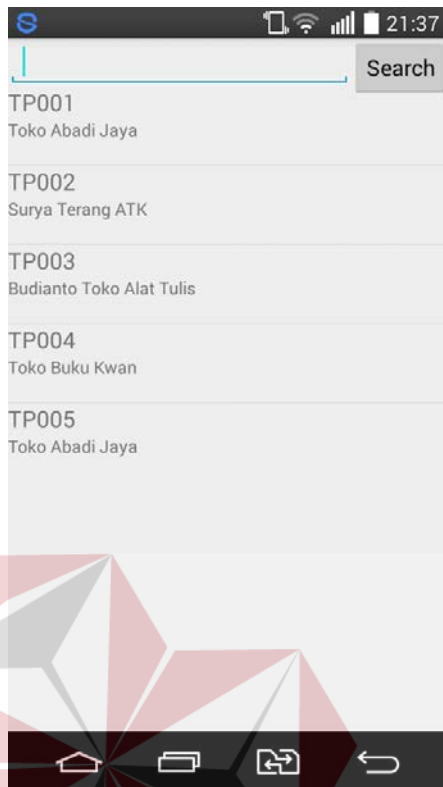 21:37
Search
TP001
Toko Abadi Jaya
TP002
Surya Terang ATK
TP003
Budianto Toko Alat Tulis
TP004
Toko Buku Kwan
TP005
Toko Abadi Jaya